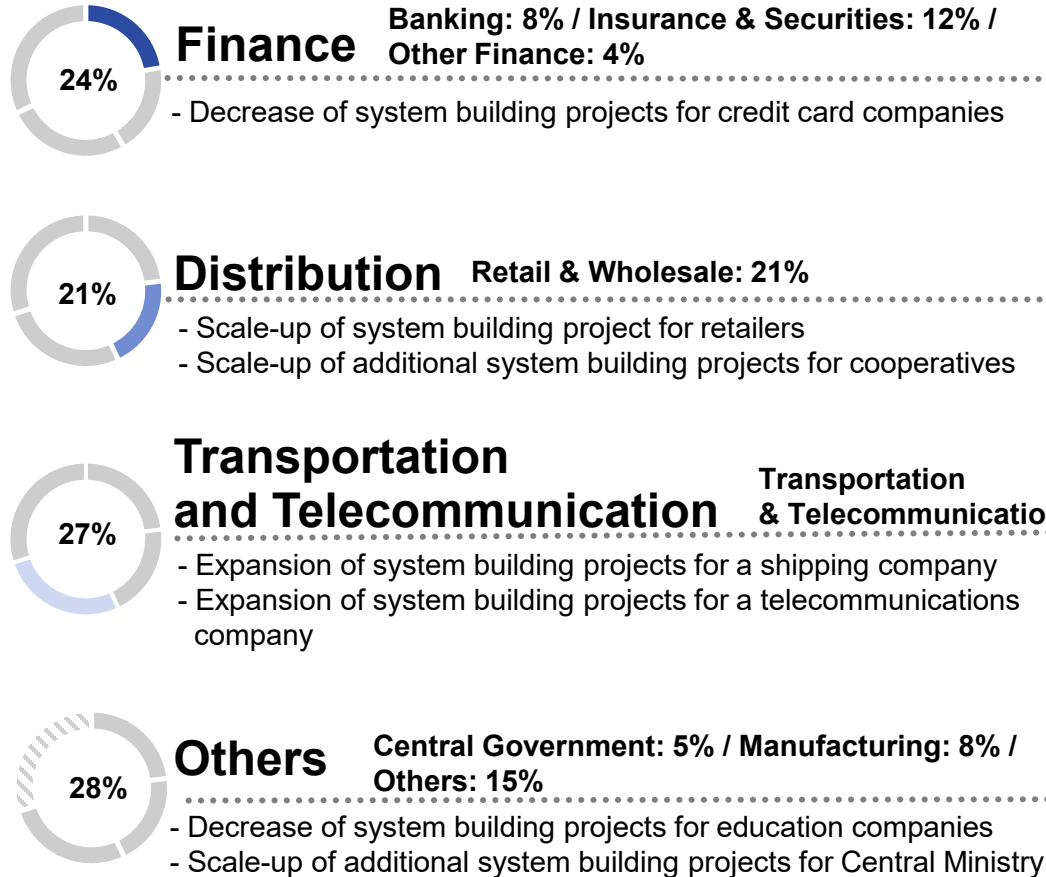 24%
Finance
Banking: 8% / Insurance & Securities: 12% /
Other Finance: 4%
- Decrease of system building projects for credit card companies
21%
Distribution
Retail & Wholesale: 21%
- Scale-up of system building project for retailers
- Scale-up of additional system building projects for cooperatives
27%
Transportation
and Telecommunication
Transportation
& Telecommunicatio
- Expansion of system building projects for a shipping company
- Expansion of system building projects for a telecommunications
company
28%
Others
Central Government: 5% / Manufacturing: 8% /
Others: 15%
- Decrease of system building projects for education companies
- Scale-up of additional system building projects for Central Ministry